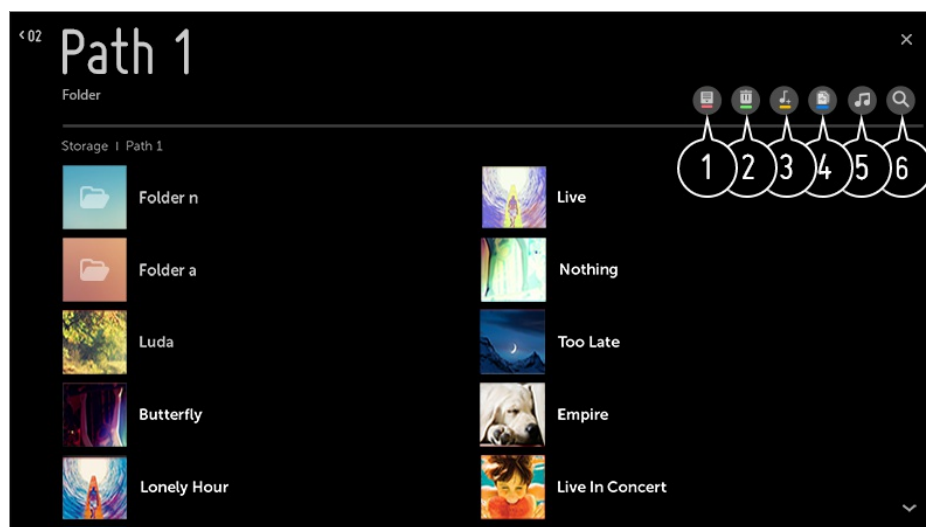 < 02
Path 1
Folder
1 2 3 4 5 6
Storage | Path 1
Folder n
Live
Folder a
Nothing
Luda
Too Late
Butterfly
Empire
Lonely Hour
Live In Concert